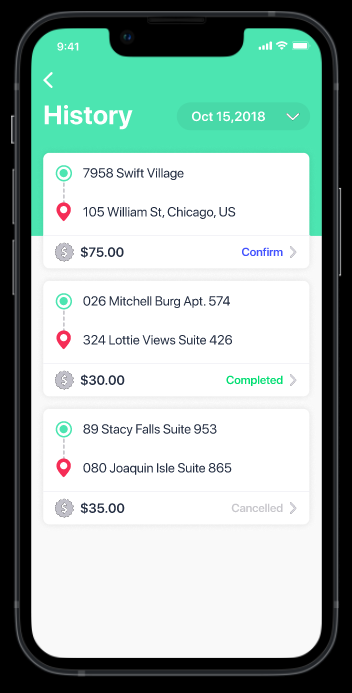 9:41
History
Oct 15,2018
7958 Swift Village
105 William St, Chicago, US
$ $75.00 Confirm
026 Mitchell Burg Apt. 574
324 Lottie Views Suite 426
$ $30.00 Completed
89 Stacy Falls Suite 953
080 Joaquin Isle Suite 865
$ $35.00 Cancelled